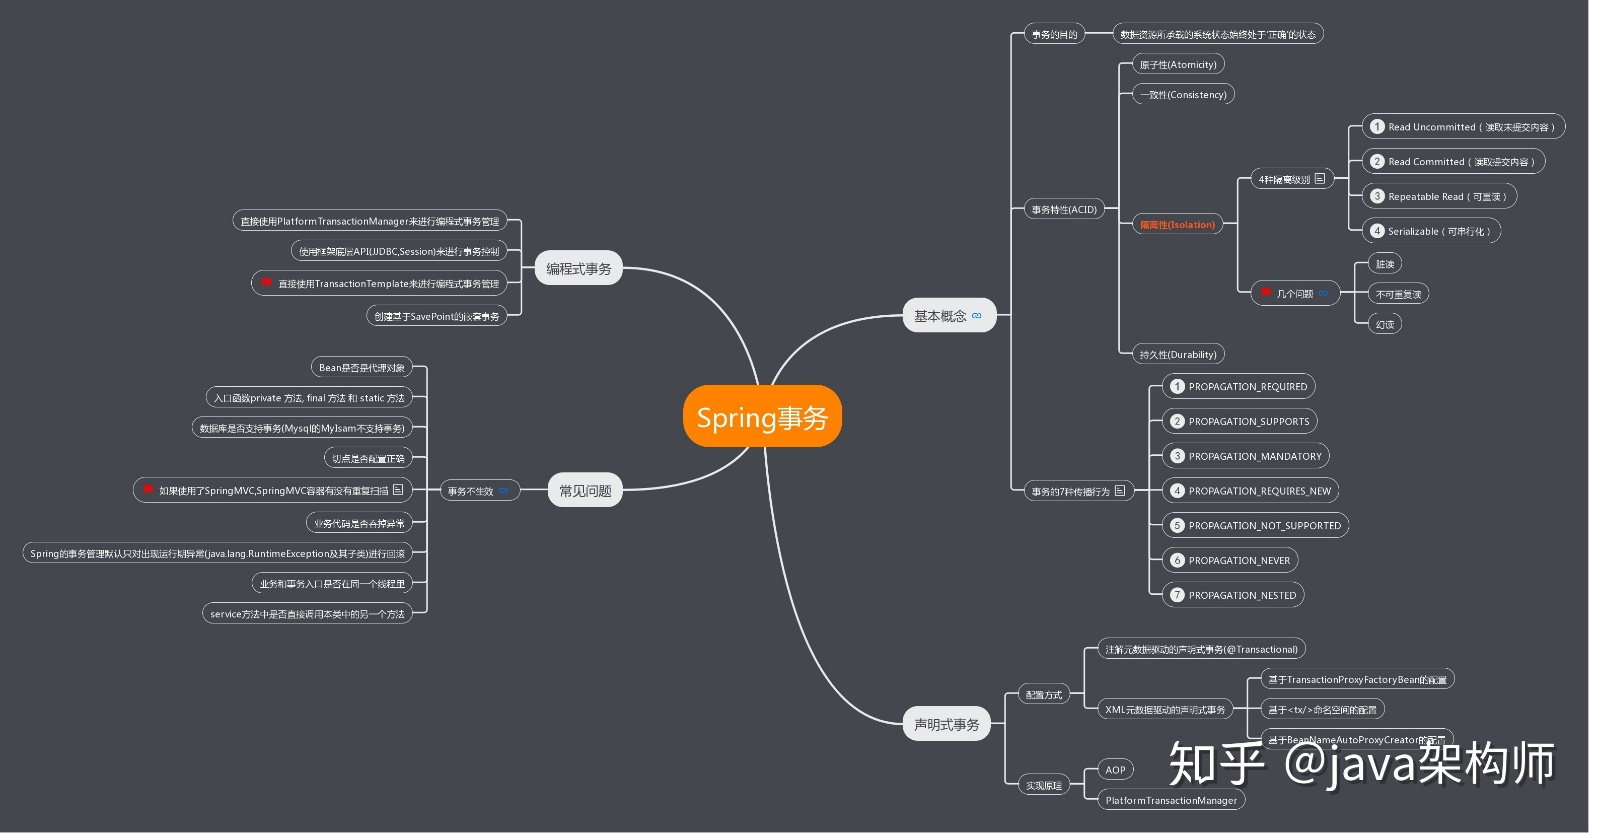 Spring事务
基本概念
事务的目的
数据资源所承载的系统状态始终处于'正确'的状态
事务特性(ACID)
原子性(Atomicity)
一致性(Consistency)
隔离性(Isolation)
4种隔离级别
1 Read Uncommitted（读取未提交内容）
2 Read Committed（读取提交内容）
3 Repeatable Read（可重读）
4 Serializable（可串行化）
几个问题
脏读
不可重复读
幻读
持久性(Durability)
事务的7种传播行为
1 PROPAGATION_REQUIRED
2 PROPAGATION_SUPPORTS
3 PROPAGATION_MANDATORY
4 PROPAGATION_REQUIRES_NEW
5 PROPAGATION_NOT_SUPPORTED
6 PROPAGATION_NEVER
7 PROPAGATION_NESTED
声明式事务
配置方式
注解元数据驱动的声明式事务(@Transactional)
XML元数据驱动的声明式事务
基于TransactionProxyFactoryBean的配置
基于<tx/>命名空间的配置
基于BeanNameAutoProxyCreator的配置
实现原理
AOP
PlatformTransactionManager
编程式事务
直接使用PlatformTransactionManager来进行编程式事务管理
使用框架底层API(JDBC,Session)来进行事务控制
直接使用TransactionTemplate来进行编程式事务管理
创建基于SavePoint的嵌套事务
常见问题
事务不生效
Bean是否是代理对象
入口函数private 方法, final 方法 和 static 方法
数据库是否支持事务(Mysql的MyIsam不支持事务)
切点是否配置正确
如果使用了SpringMVC,SpringMVC容器有没有重复扫描
业务代码是否吞掉异常
Spring的事务管理默认只对出现运行期异常(java.lang.RuntimeException及其子类)进行回滚
业务和事务入口是否在同一个线程里
service方法中是否直接调用本类中的另一个方法
知乎 @java架构师